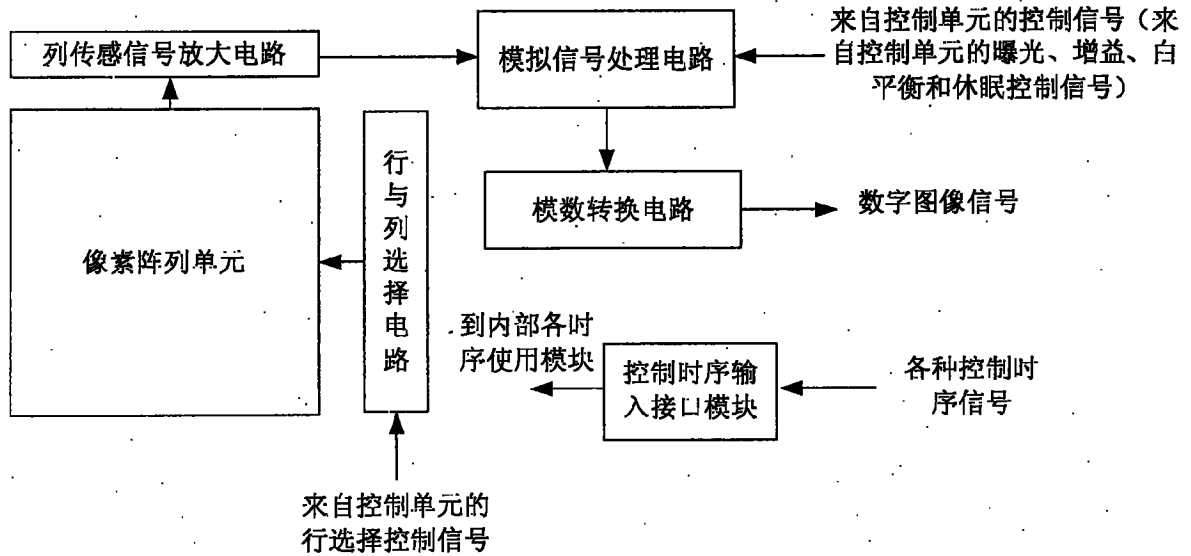 列传感信号放大电路
模拟信号处理电路
来自控制单元的控制信号（来
自控制单元的曝光、增益、白
平衡和休眠控制信号）
行
与
列
选
择
电
路
模数转换电路
数字图像信号
像素阵列单元
到内部各时
序使用模块
控制时序输
入接口模块
各种控制时
序信号
来自控制单元的
行选择控制信号